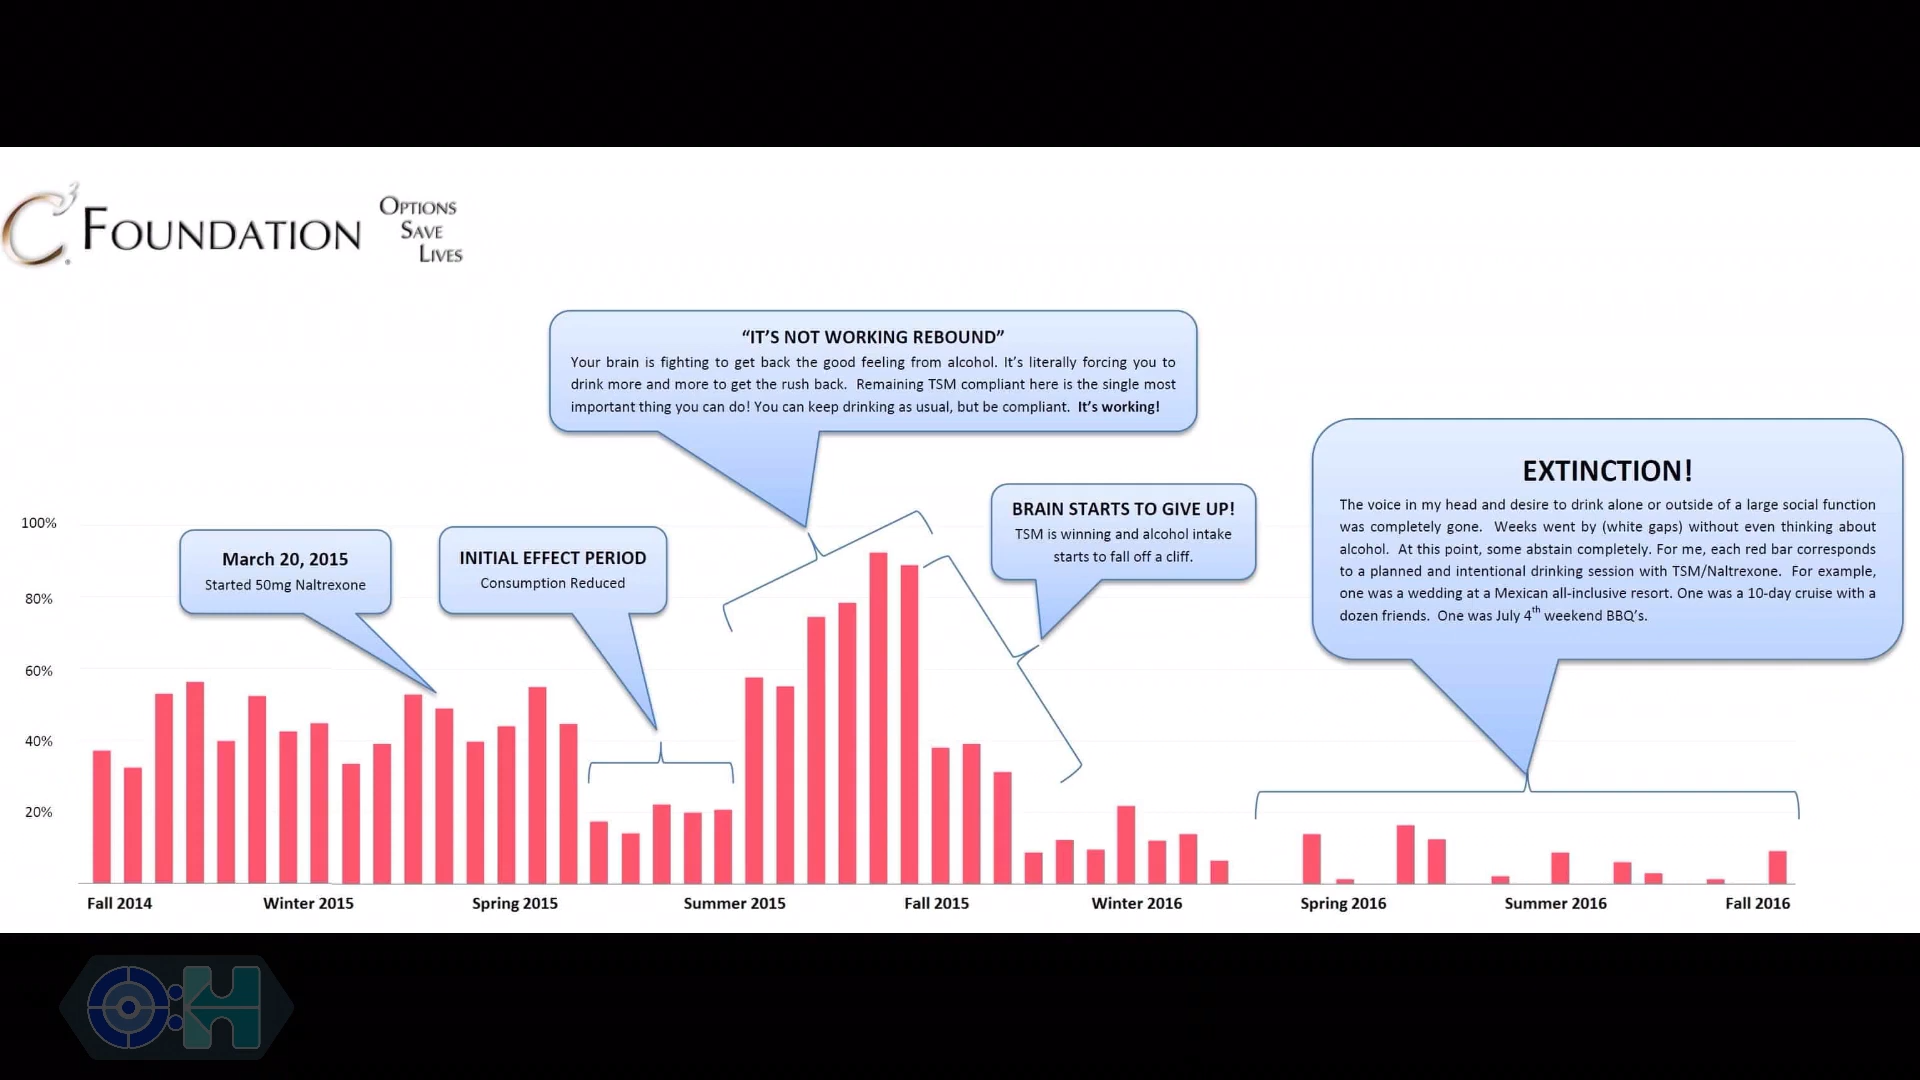 C3 FOUNDATION
OPTIONS
SAVE
LIVES
“IT’S NOT WORKING REBOUND”
Your brain is fighting to get back the good feeling from alcohol. It’s literally forcing you to
drink more and more to get the rush back. Remaining TSM compliant here is the single most
important thing you can do! You can keep drinking as usual, but be compliant. It’s working!
EXTINCTION!
The voice in my head and desire to drink alone or outside of a large social function
was completely gone. Weeks went by (white gaps) without even thinking about
alcohol. At this point, some abstain completely. For me, each red bar corresponds
to a planned and intentional drinking session with TSM/Naltrexone. For example,
one was a wedding at a Mexican all-inclusive resort. One was a 10-day cruise with a
dozen friends. One was July 4th weekend BBQ’s.
BRAIN STARTS TO GIVE UP!
TSM is winning and alcohol intake
starts to fall off a cliff.
March 20, 2015
Started 50mg Naltrexone
INITIAL EFFECT PERIOD
Consumption Reduced
100%
80%
60%
40%
20%
Fall 2014
Winter 2015
Spring 2015
Summer 2015
Fall 2015
Winter 2016
Spring 2016
Summer 2016
Fall 2016